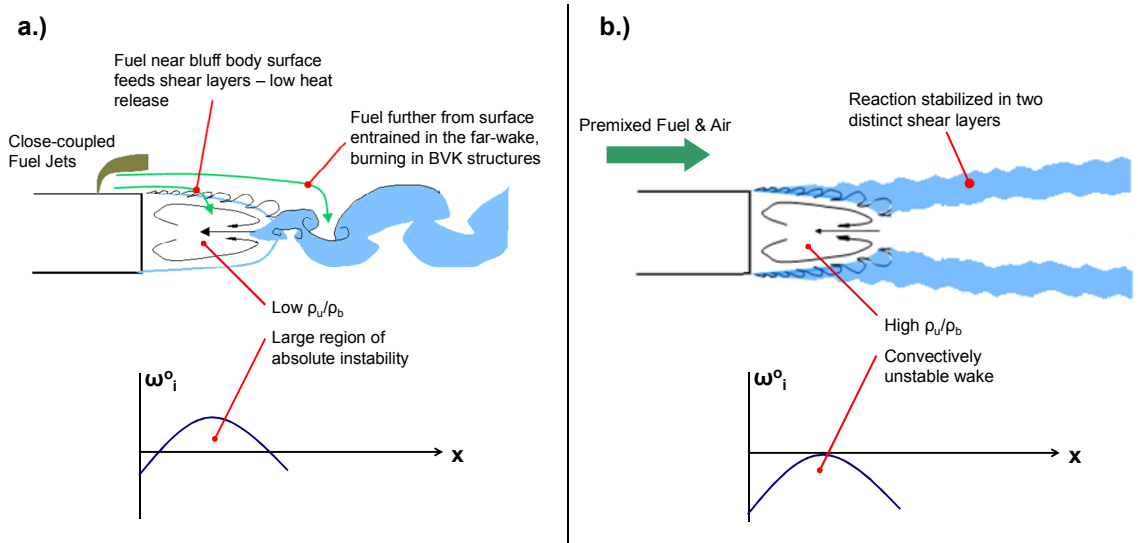 a.)
Fuel near bluff body surface
feeds shear layers – low heat
release
Close-coupled
Fuel Jets
Fuel further from surface
entrained in the far-wake,
burning in BVK structures
Low ρu/ρb
Large region of
absolute instability
ωoi
x
b.)
Premixed Fuel & Air
Reaction stabilized in two
distinct shear layers
High ρu/ρb
Convectively
unstable wake
ωoi
x